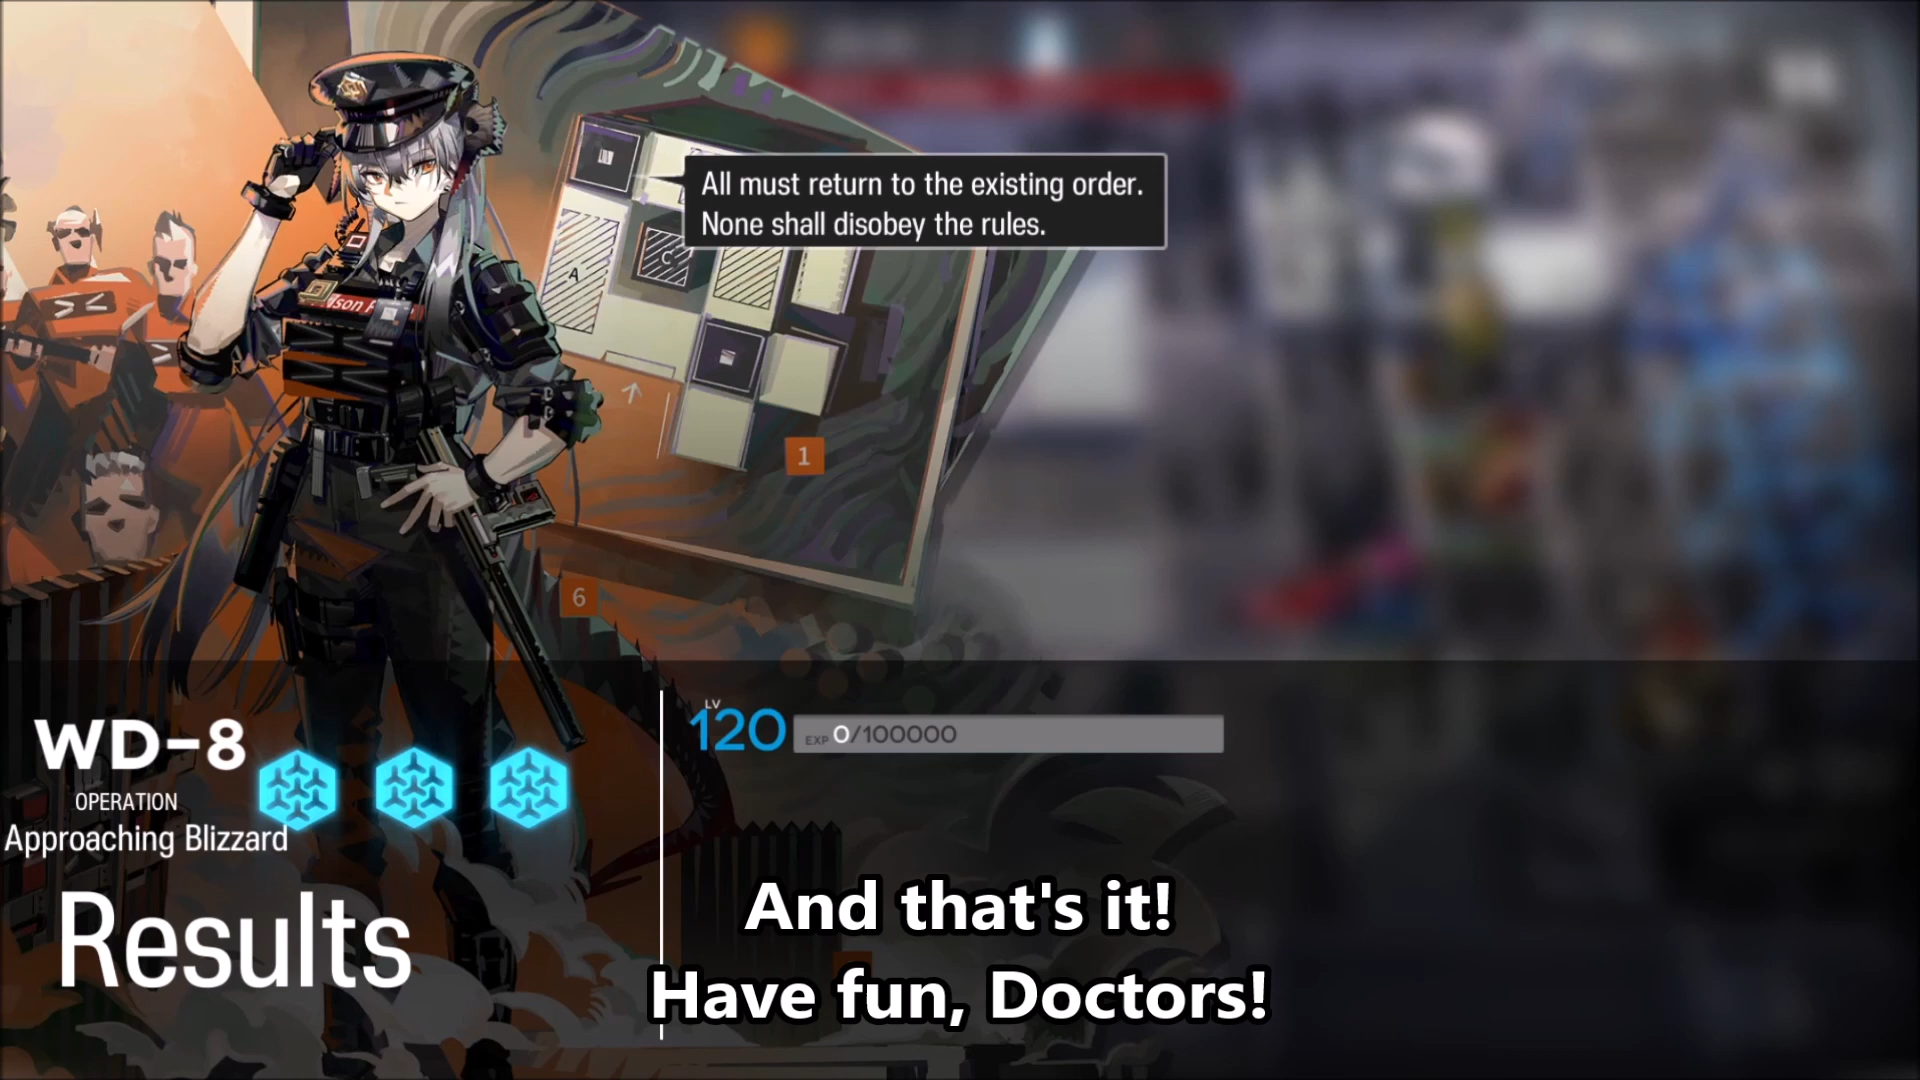 All must return to the existing order.
None shall disobey the rules.
A
C
1
6
WD-8
OPERATION
Approaching Blizzard
Results
LV
120
EXP 0/100000
And that's it!
Have fun, Doctors!